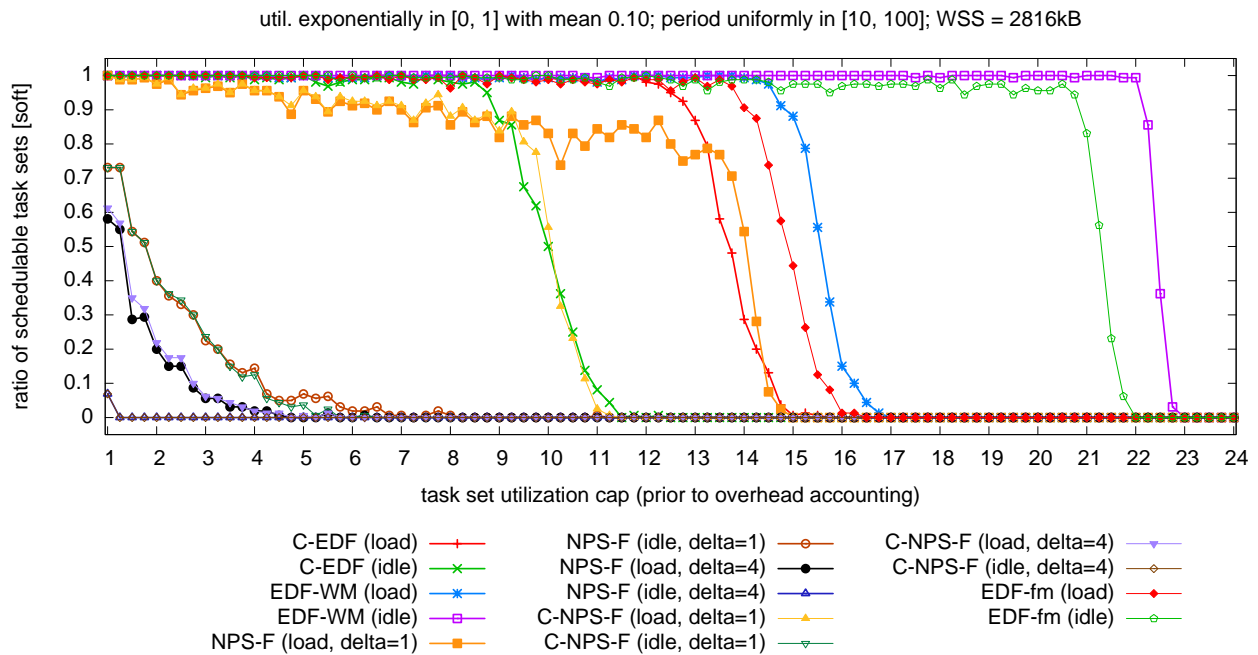 util. exponentially in [0, 1] with mean 0.10; period uniformly in [10, 100]; WSS = 2816kB
ratio of schedulable task sets [soft]
1
0.9
0.8
0.7
0.6
0.5
0.4
0.3
0.2
0.1
0
1 2 3 4 5 6 7 8 9 10 11 12 13 14 15 16 17 18 19 20 21 22 23 24
task set utilization cap (prior to overhead accounting)
C-EDF (load)
C-EDF (idle)
EDF-WM (load)
EDF-WM (idle)
NPS-F (load, delta=1)
NPS-F (idle, delta=1)
NPS-F (load, delta=4)
NPS-F (idle, delta=4)
C-NPS-F (load, delta=1)
C-NPS-F (idle, delta=1)
C-NPS-F (load, delta=4)
C-NPS-F (idle, delta=4)
EDF-fm (load)
EDF-fm (idle)